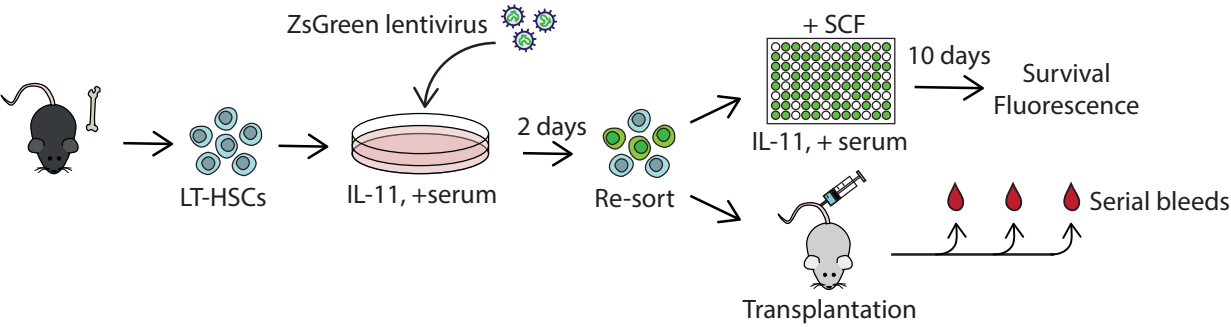 ZsGreen lentivirus
+ SCF
10 days
Survival
Fluorescence
2 days
IL-11, + serum
LT-HSCs
IL-11, +serum
Re-sort
Serial bleeds
Transplantation